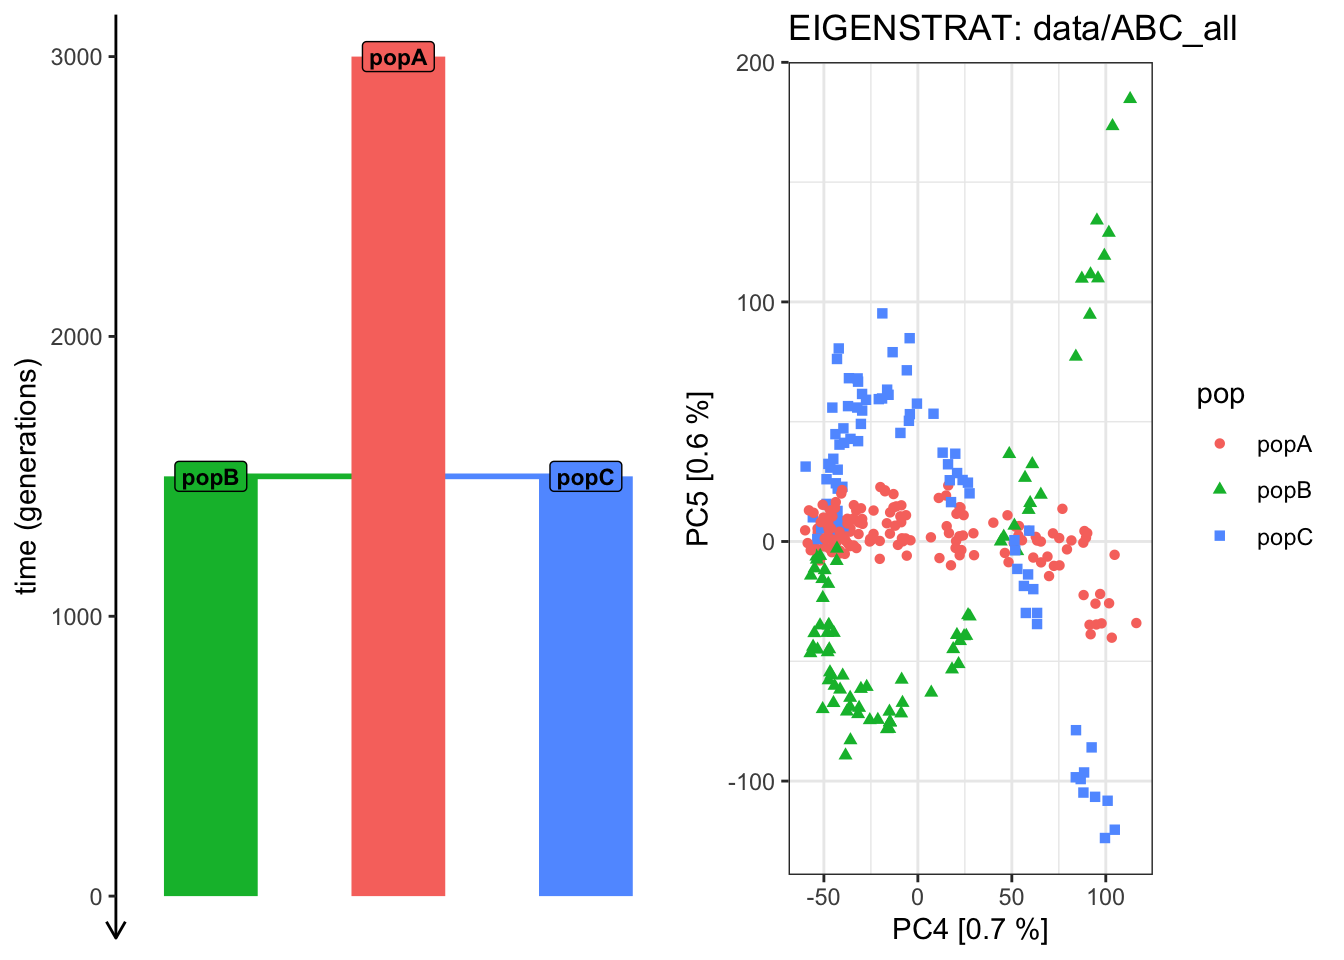 time (generations)
3000
2000
1000
0
popA
popB
popC
EIGENSTRAT: data/ABC_all
PC5 [0.6 %]
200
100
0
-100
-50
0
50
100
PC4 [0.7 %]
pop
popA
popB
popC